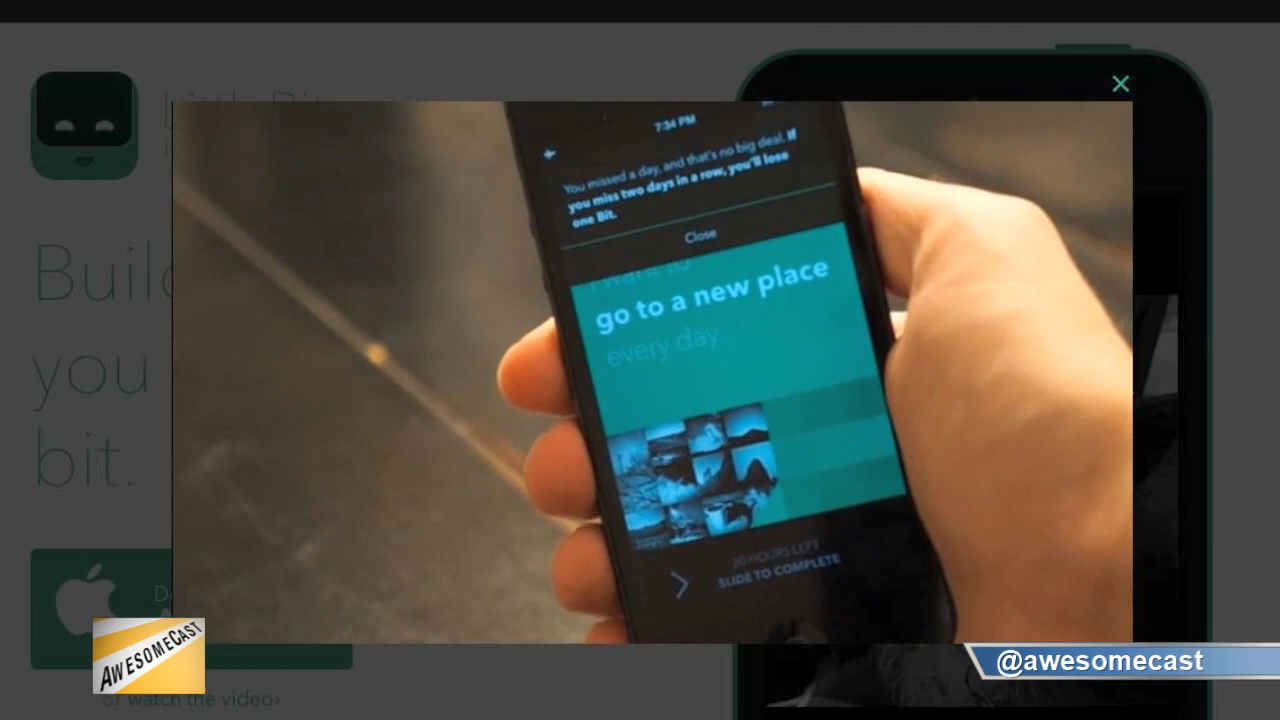 Build
you
bit.
or watch the video›
7:34 PM
You missed a day, and that's no big deal. If
you miss two days in a row, you'll lose
one Bit.
Close
I want to
go to a new place
every day
20 HOURS LEFT
SLIDE TO COMPLETE
AWESOMECAST
@awesomecast